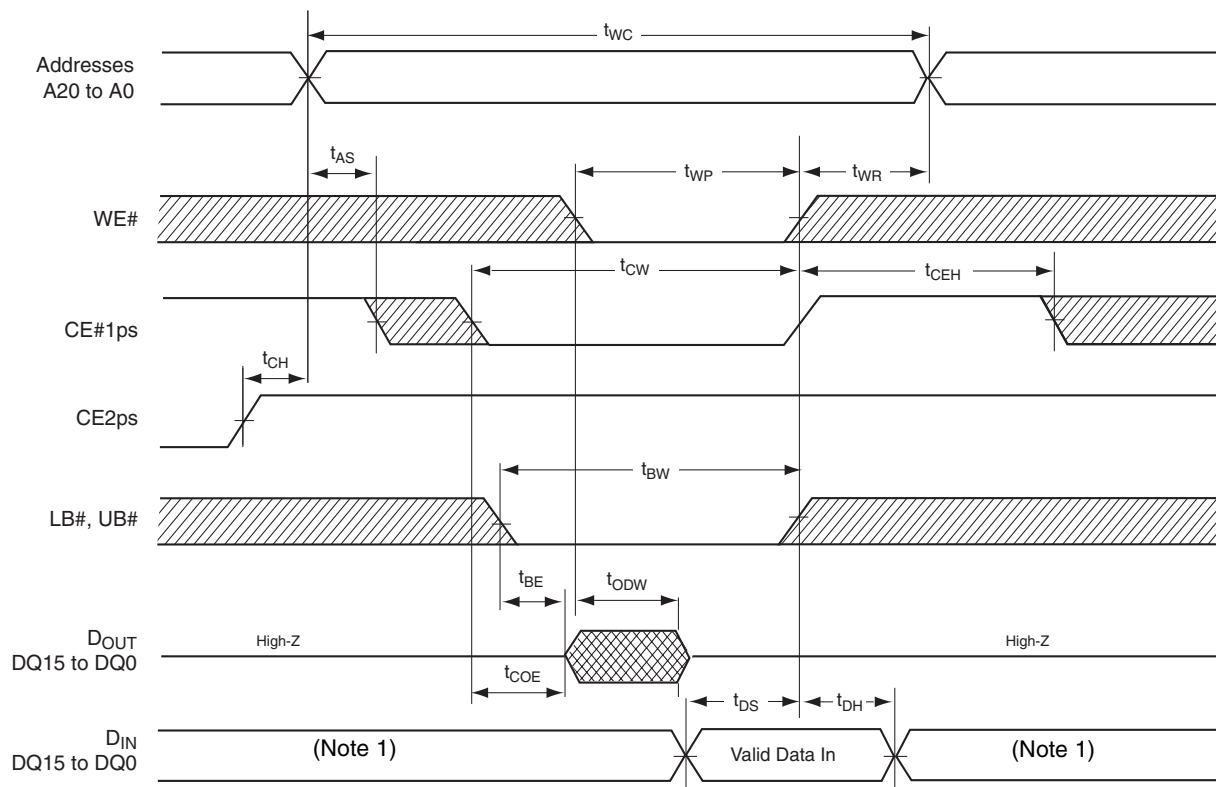 tWC
Addresses
A20 to A0
tAS
tWP
tWR
WE#
tCW
tCEH
CE#1ps
tCH
CE2ps
tBW
LB#, UB#
tBE
tODW
DOUT
DQ15 to DQ0
High-Z
High-Z
tCOE
tDS
tDH
DIN
DQ15 to DQ0
(Note 1)
Valid Data In
(Note 1)